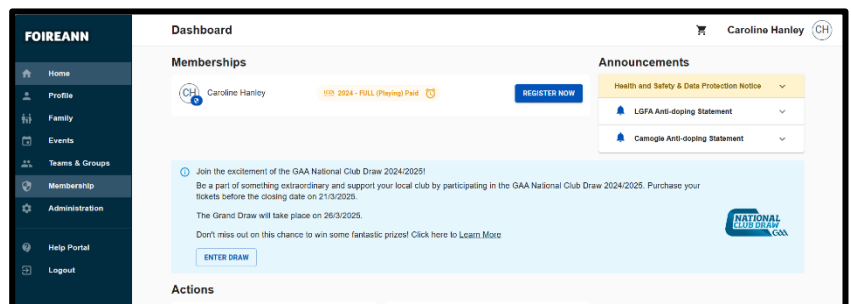 FOIREANN
Home
Profile
Family
Events
Teams & Groups
Membership
Administration
Help Portal
Logout
Dashboard
Caroline Hanley CH
Memberships
CH Caroline Hanley 2024 - FULL (Playing) Paid REGISTER NOW
Announcements
Health and Safety & Data Protection Notice
LGFA Anti-doping Statement
Camogie Anti-doping Statement
Join the excitement of the GAA National Club Draw 2024/2025!
Be a part of something extraordinary and support your local club by participating in the GAA National Club Draw 2024/2025. Purchase your
tickets before the closing date on 21/3/2025.
The Grand Draw will take place on 26/3/2025.
Don't miss out on this chance to win some fantastic prizes! Click here to Learn More
ENTER DRAW
NATIONAL
CLUB DRAW
GAA
Actions